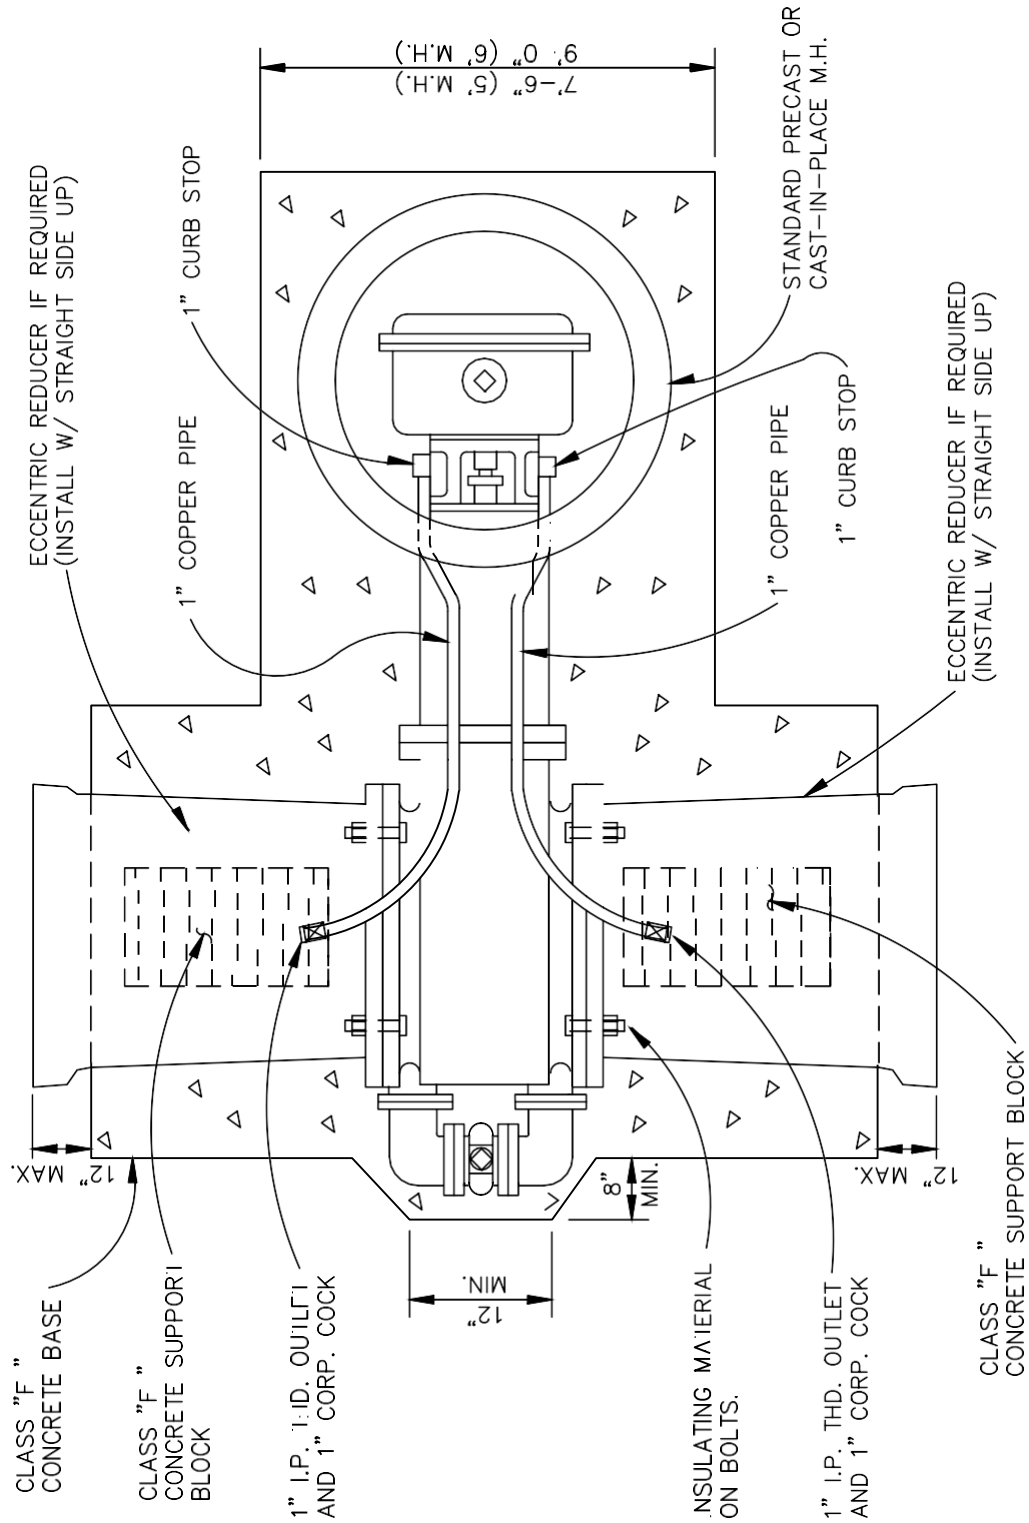 ECCENTRIC REDUCER IF REQUIRED
(INSTALL W/ STRAIGHT SIDE UP)
1" COPPER PIPE
1" CURB STOP
9' 0" (6' M.H.)
7'-6" (5' M.H.)
STANDARD PRECAST OR
CAST-IN-PLACE M.H.
1" CURB STOP
1" COPPER PIPE
ECCENTRIC REDUCER IF REQUIRED
(INSTALL W/ STRAIGHT SIDE UP)
12" MAX.
12" MAX.
8"
MIN.
12"
MIN.
CLASS "F"
CONCRETE BASE
CLASS "F"
CONCRETE SUPPORT
BLOCK
1" I.P. THD. OUTLET
AND 1" CORP. COCK
NSULATING MATERIAL
ON BOLTS.
1" I.P. THD. OUTLET
AND 1" CORP. COCK
CLASS "F"
CONCRETE SUPPORT BLOCK